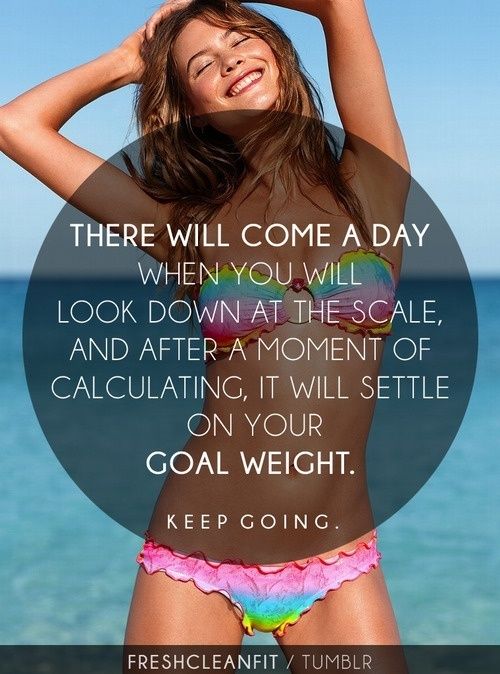 THERE WILL COME A DAY
WHEN YOU WILL
LOOK DOWN AT THE SCALE,
AND AFTER A MOMENT OF
CALCULATING, IT WILL SETTLE
ON YOUR
GOAL WEIGHT.
KEEP GOING.
FRESHCLEANFIT / TUMBLR